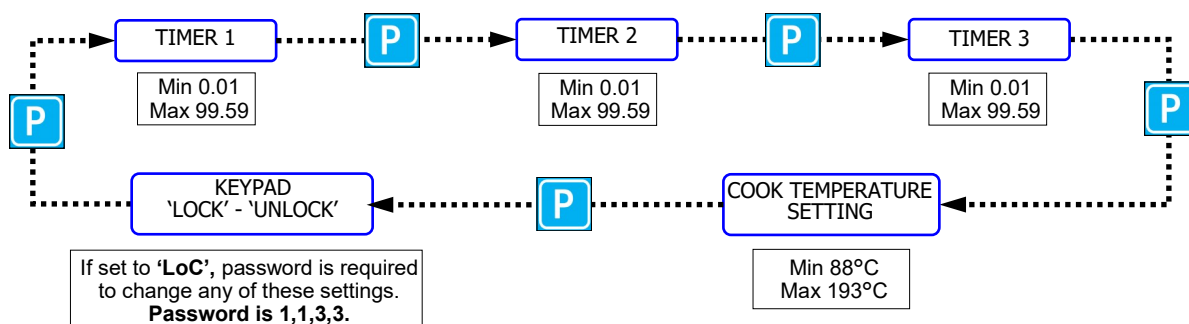 TIMER 1
P
TIMER 2
P
TIMER 3
Min 0.01
Max 99.59
Min 0.01
Max 99.59
Min 0.01
Max 99.59
P
P
KEYPAD
‘LOCK’ - ‘UNLOCK’
P
COOK TEMPERATURE
SETTING
If set to ‘LoC’, password is required
to change any of these settings.
Password is 1,1,3,3.
Min 88°C
Max 193°C